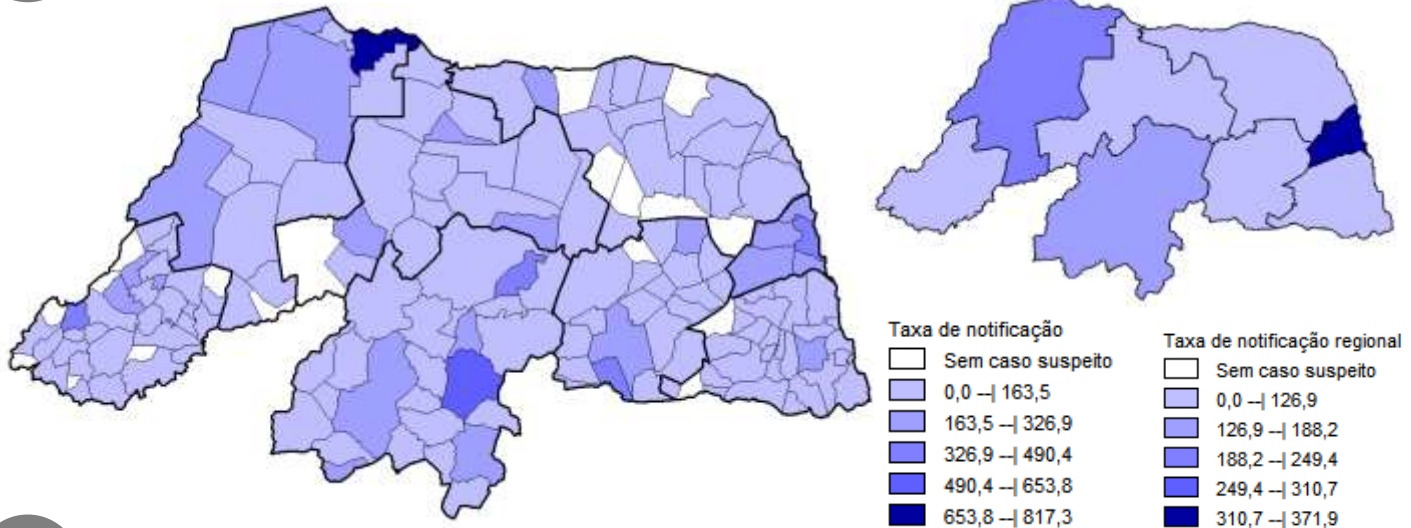 Taxa de notificação
Sem caso suspeito
0,0 --| 163,5
163,5 --| 326,9
326,9 --| 490,4
490,4 --| 653,8
653,8 --| 817,3
Taxa de notificação regional
Sem caso suspeito
0,0 --| 126,9
126,9 --| 188,2
188,2 --| 249,4
249,4 --| 310,7
310,7 --| 371,9